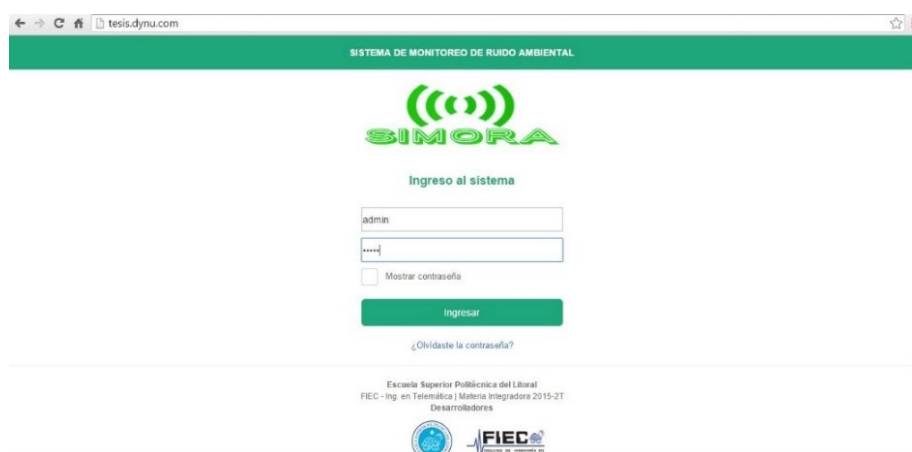 tesis.dynu.com
SISTEMA DE MONITOREO DE RUIDO AMBIENTAL
SIMORA
Ingreso al sistema
admin
•••••
Mostrar contraseña
Ingresar
¿Olvidaste la contraseña?
Escuela Superior Politécnica del Litoral
FIEC - Ing. en Telemática | Materia Integradora 2015-2T
Desarrolladores
FIEC